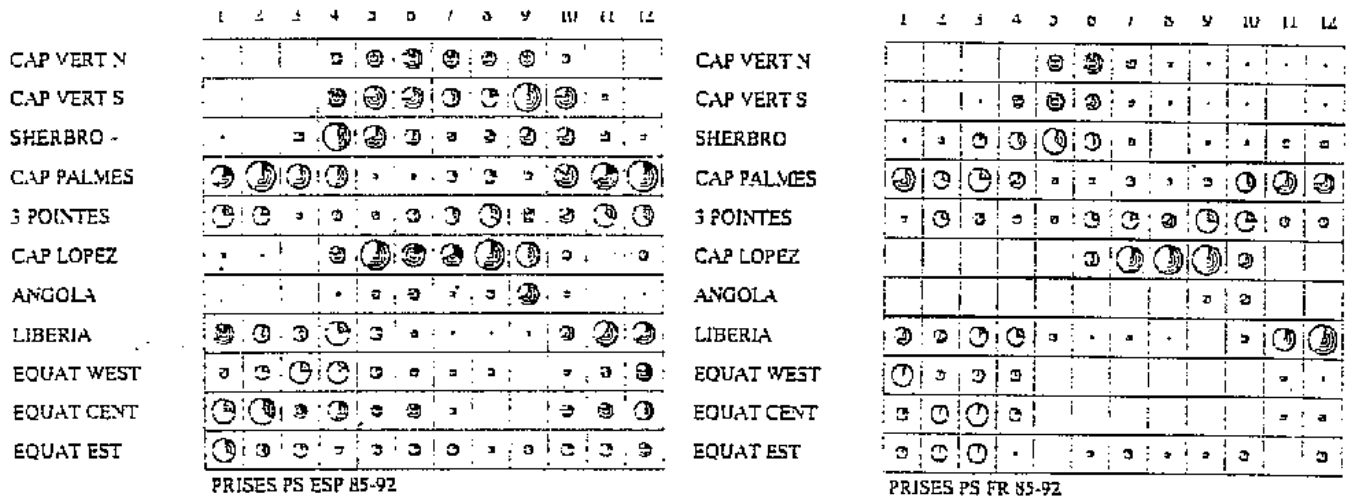 1 2 3 4 5 6 7 8 9 10 11 12
CAP VERT N
CAP VERT S
SHERBRO -
CAP PALMES
3 POINTES
CAP LOPEZ
ANGOLA
LIBERIA
EQUAT WEST
EQUAT CENT
EQUAT EST
PRISES PS ESP 85-92
1 2 3 4 5 6 7 8 9 10 11 12
CAP VERT N
CAP VERT S
SHERBRO
CAP PALMES
3 POINTES
CAP LOPEZ
ANGOLA
LIBERIA
EQUAT WEST
EQUAT CENT
EQUAT EST
PRISES PS FR 85-92